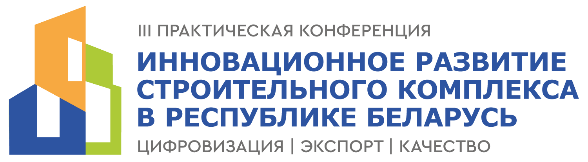 III ПРАКТИЧЕСКАЯ КОНФЕРЕНЦИЯ
ИННОВАЦИОННОЕ РАЗВИТИЕ
СТРОИТЕЛЬНОГО КОМПЛЕКСА
В РЕСПУБЛИКЕ БЕЛАРУСЬ
ЦИФРОВИЗАЦИЯ | ЭКСПОРТ | КАЧЕСТВО